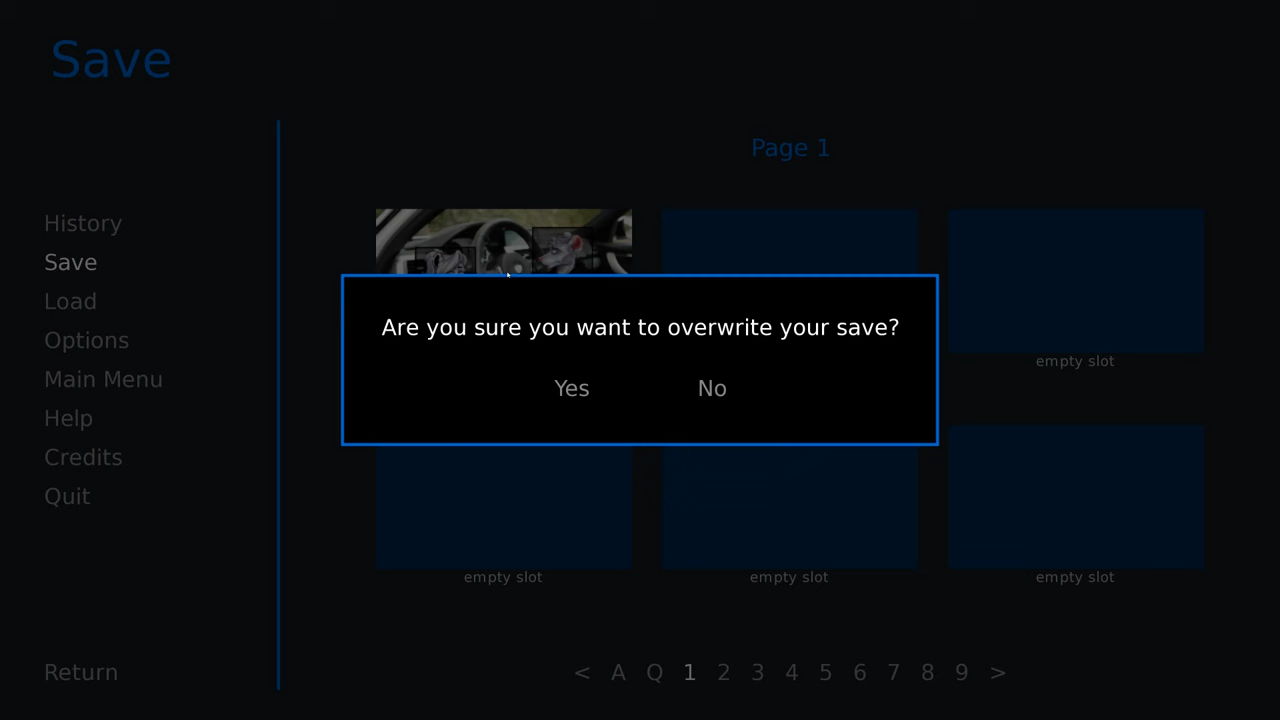 Save
Page 1
History
Save
Load
Options
Main Menu
Help
Credits
Quit
Return
Are you sure you want to overwrite your save?
Yes No
empty slot
empty slot empty slot empty slot
< A Q 1 2 3 4 5 6 7 8 9 >